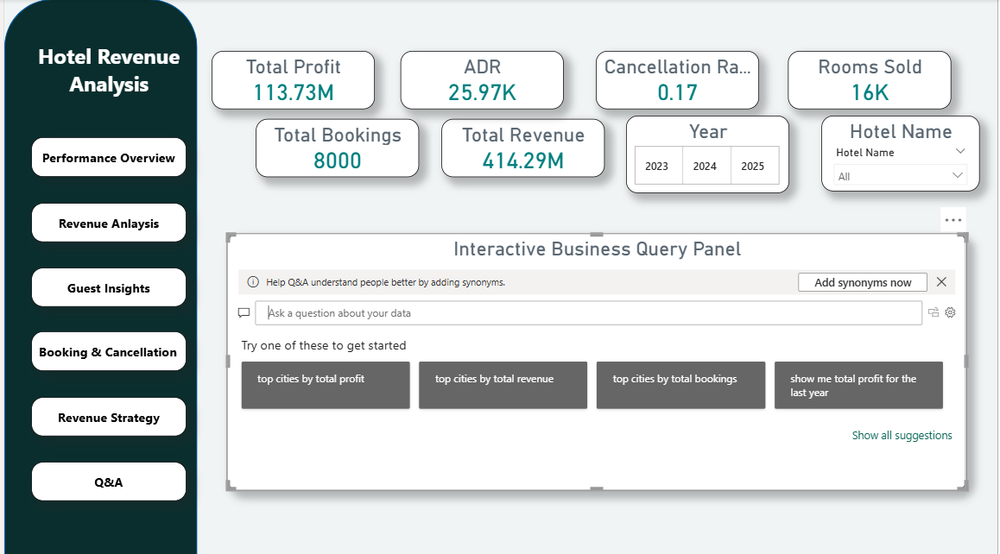 Hotel Revenue
Analysis
Performance Overview
Revenue Anlaysis
Guest Insights
Booking & Cancellation
Revenue Strategy
Q&A
Total Profit
113.73M
ADR
25.97K
Cancellation Ra...
0.17
Rooms Sold
16K
Total Bookings
8000
Total Revenue
414.29M
Year
2023 2024 2025
Hotel Name
Hotel Name
All
Interactive Business Query Panel
Help Q&A understand people better by adding synonyms.
Add synonyms now
Ask a question about your data
Try one of these to get started
top cities by total profit
top cities by total revenue
top cities by total bookings
show me total profit for the
last year
Show all suggestions